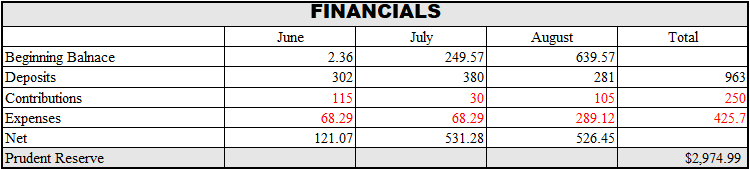 FINANCIALS
June July August Total
Beginning Balnace 2.36 249.57 639.57
Deposits 302 380 281 963
Contributions 115 30 105 250
Expenses 68.29 68.29 289.12 425.7
Net 121.07 531.28 526.45
Prudent Reserve $2,974.99